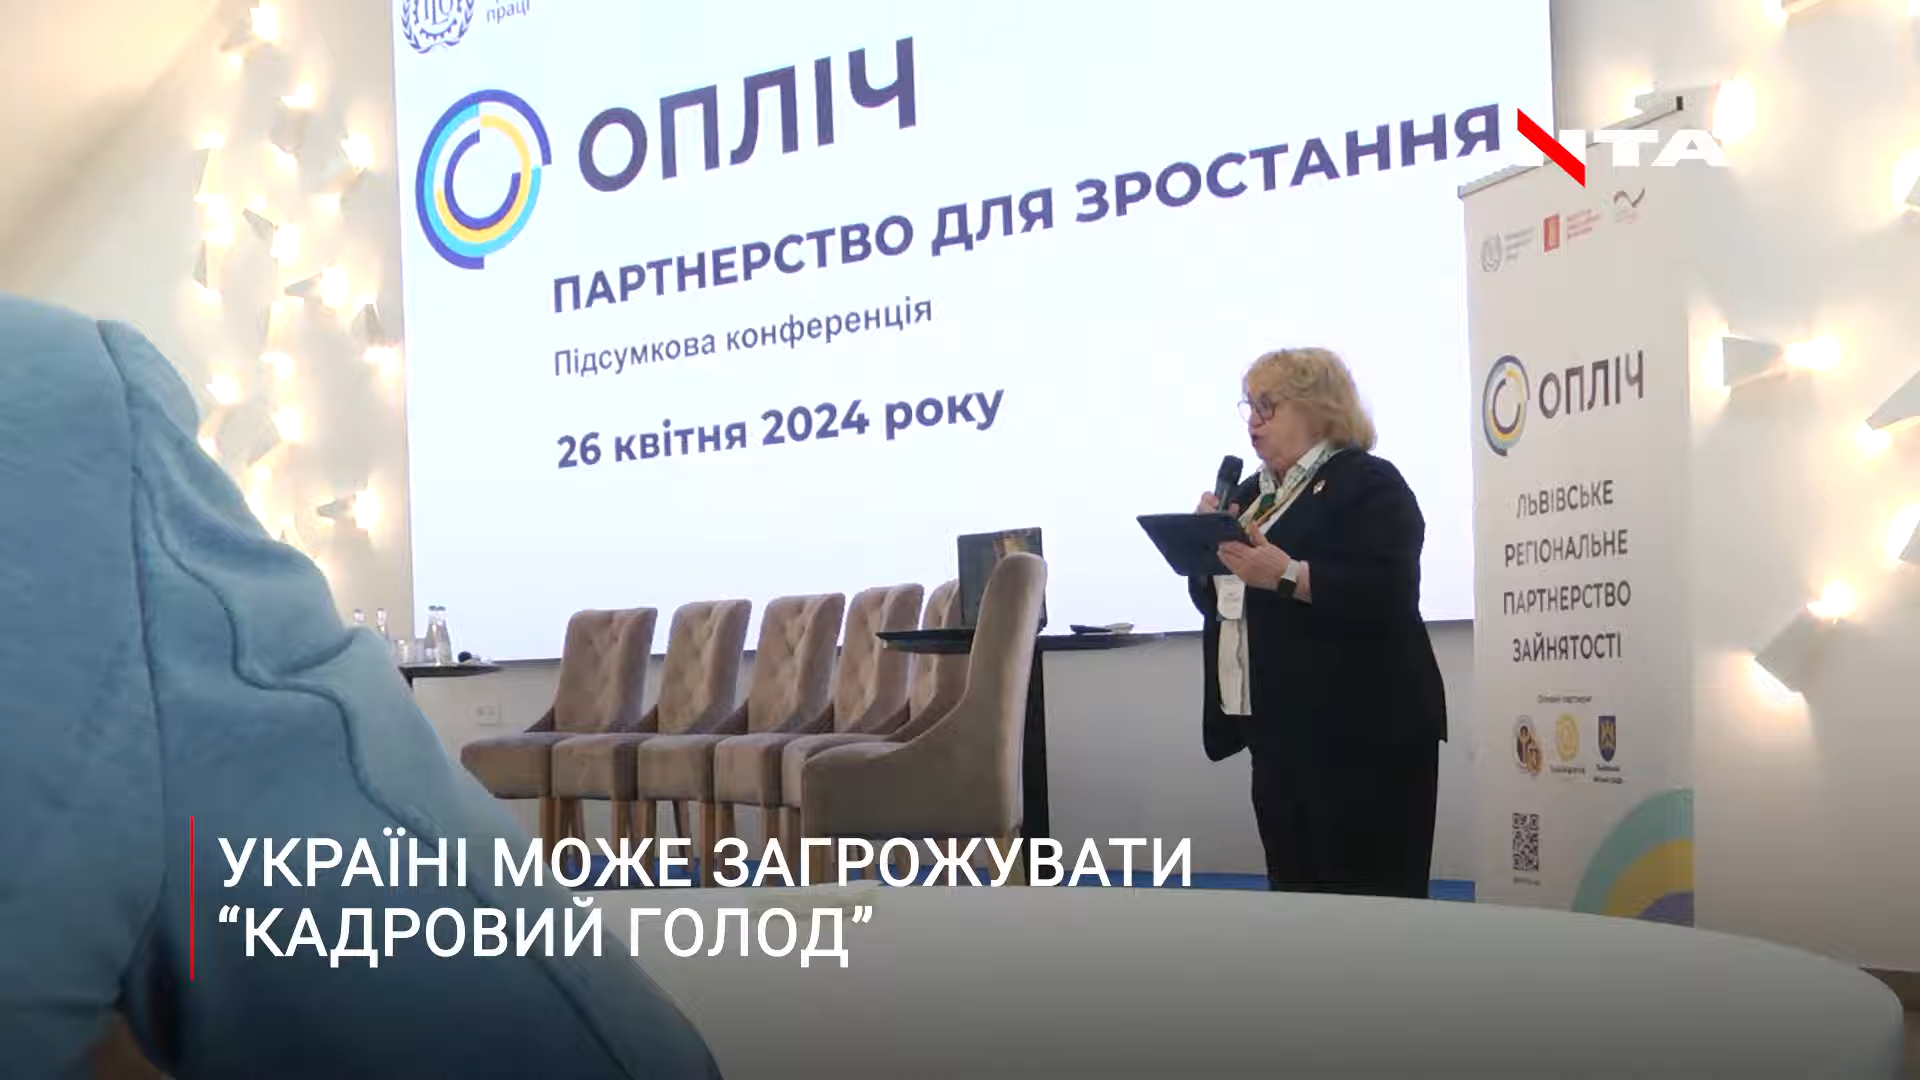 праці
ОПЛІЧ
ПАРТНЕРСТВО ДЛЯ ЗРОСТАННЯ
Підсумкова конференція
26 квітня 2024 року
NTA
ОПЛІЧ
ЛЬВІВСЬКЕ
РЕГІОНАЛЬНЕ
ПАРТНЕРСТВО
ЗАЙНЯТОСТІ
УКРАЇНІ МОЖЕ ЗАГРОЖУВАТИ
“КАДРОВИЙ ГОЛОД”